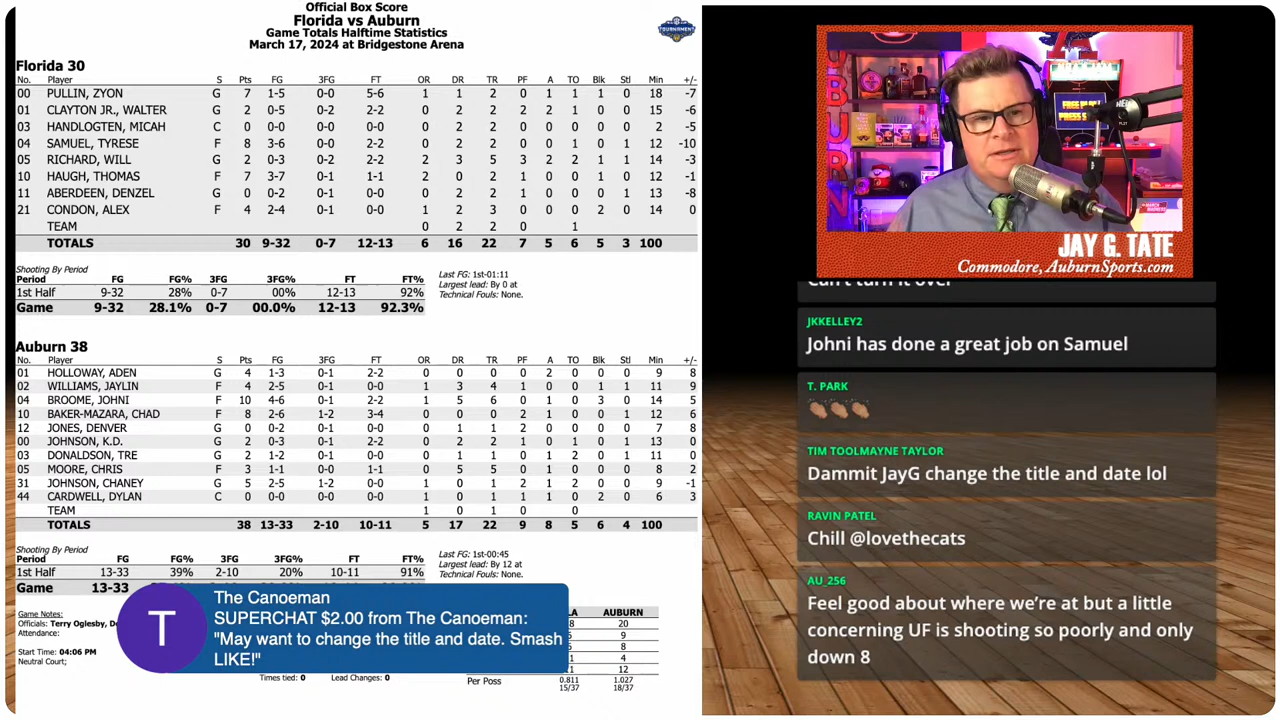 Official Box Score
Florida vs Auburn
Game Totals Halftime Statistics
March 17, 2024 at Bridgestone Arena
TOURNAMENT
Florida 30
No. Player S Pts FG 3FG FT OR DR TR PF A TO Blk Stl Min +/-
00 PULLIN, ZYON G 7 1-5 0-0 5-6 1 1 2 0 1 1 1 0 18 -7
01 CLAYTON JR., WALTER G 2 0-5 0-2 2-2 0 2 2 2 2 1 0 0 15 -6
03 HANDLOGTEN, MICAH C 0 0-0 0-0 0-0 0 2 2 0 0 0 0 0 2 -5
04 SAMUEL, TYRESE F 8 3-6 0-0 2-2 0 2 2 0 0 1 0 1 12 -10
05 RICHARD, WILL G 2 0-3 0-2 2-2 2 3 5 3 2 2 1 1 14 -3
10 HAUGH, THOMAS F 7 3-7 0-1 1-1 2 0 2 1 0 0 1 0 12 -1
11 ABERDEEN, DENZEL G 0 0-2 0-1 0-0 0 2 2 1 0 0 0 1 13 -8
21 CONDON, ALEX F 4 2-4 0-1 0-0 1 2 3 0 0 0 2 0 14 0
TEAM 0 2 2 0 1
TOTALS 30 9-32 0-7 12-13 6 16 22 7 5 6 5 3 100
Shooting By Period
Period FG FG% 3FG 3FG% FT FT%
1st Half 9-32 28% 0-7 00% 12-13 92%
Game 9-32 28.1% 0-7 00.0% 12-13 92.3%
Last FG: 1st-01:11
Largest lead: By 0 at
Technical Fouls: None.
Auburn 38
No. Player S Pts FG 3FG FT OR DR TR PF A TO Blk Stl Min +/-
01 HOLLOWAY, ADEN G 4 1-3 0-1 2-2 0 0 0 0 2 0 0 0 9 8
02 WILLIAMS, JAYLIN F 4 2-5 0-1 0-0 1 3 4 1 0 0 1 1 11 9
04 BROOME, JOHNI F 10 4-6 0-1 2-2 1 5 6 1 0 0 3 0 14 5
10 BAKER-MAZARA, CHAD F 8 2-6 1-2 3-4 0 0 0 2 1 0 0 1 12 6
12 JONES, DENVER G 0 0-2 0-1 0-0 0 1 1 2 0 0 0 0 7 8
00 JOHNSON, K.D. G 2 0-3 0-1 2-2 0 2 2 1 0 1 0 1 13 0
03 DONALDSON, TRE G 2 1-2 0-1 0-0 0 1 1 0 1 2 0 1 11 0
05 MOORE, CHRIS F 3 1-1 0-0 1-1 0 5 5 0 1 0 0 0 8 2
31 JOHNSON, CHANEY G 5 2-5 1-2 0-0 1 0 1 1 2 1 2 0 0 9 -1
44 CARDWELL, DYLAN C 0 0-0 0-0 0-0 1 0 1 1 1 0 2 0 6 3
TEAM 1 0 1 0 0
TOTALS 38 13-33 2-10 10-11 5 17 22 9 8 5 6 4 100
Shooting By Period
Period FG FG% 3FG 3FG% FT FT%
1st Half 13-33 39% 2-10 20% 10-11 91%
Game 13-33
Last FG: 1st-00:45
Largest lead: By 12 at
Technical Fouls: None.
Game Notes:
Officials: Terry Oglesby, D
Attendance:
Start Time: 04:06 PM
Neutral Court;
T
The Canoeman
SUPERCHAT $2.00 from The Canoeman:
"May want to change the title and date. Smash
LIKE!"
LA AUBURN
8 20
9
8
4
12
Times tied: 0 Lead Changes: 0
Per Poss 0.811 1.027
15/37 18/37
JAY G. TATE
Commodore, AuburnSports.com
Can't turn it over
JKKELLEY2
Johni has done a great job on Samuel
T. PARK
TIM TOOLMAYNE TAYLOR
Dammit JayG change the title and date lol
RAVIN PATEL
Chill @lovethecats
AU_256
Feel good about where we're at but a little
concerning UF is shooting so poorly and only
down 8